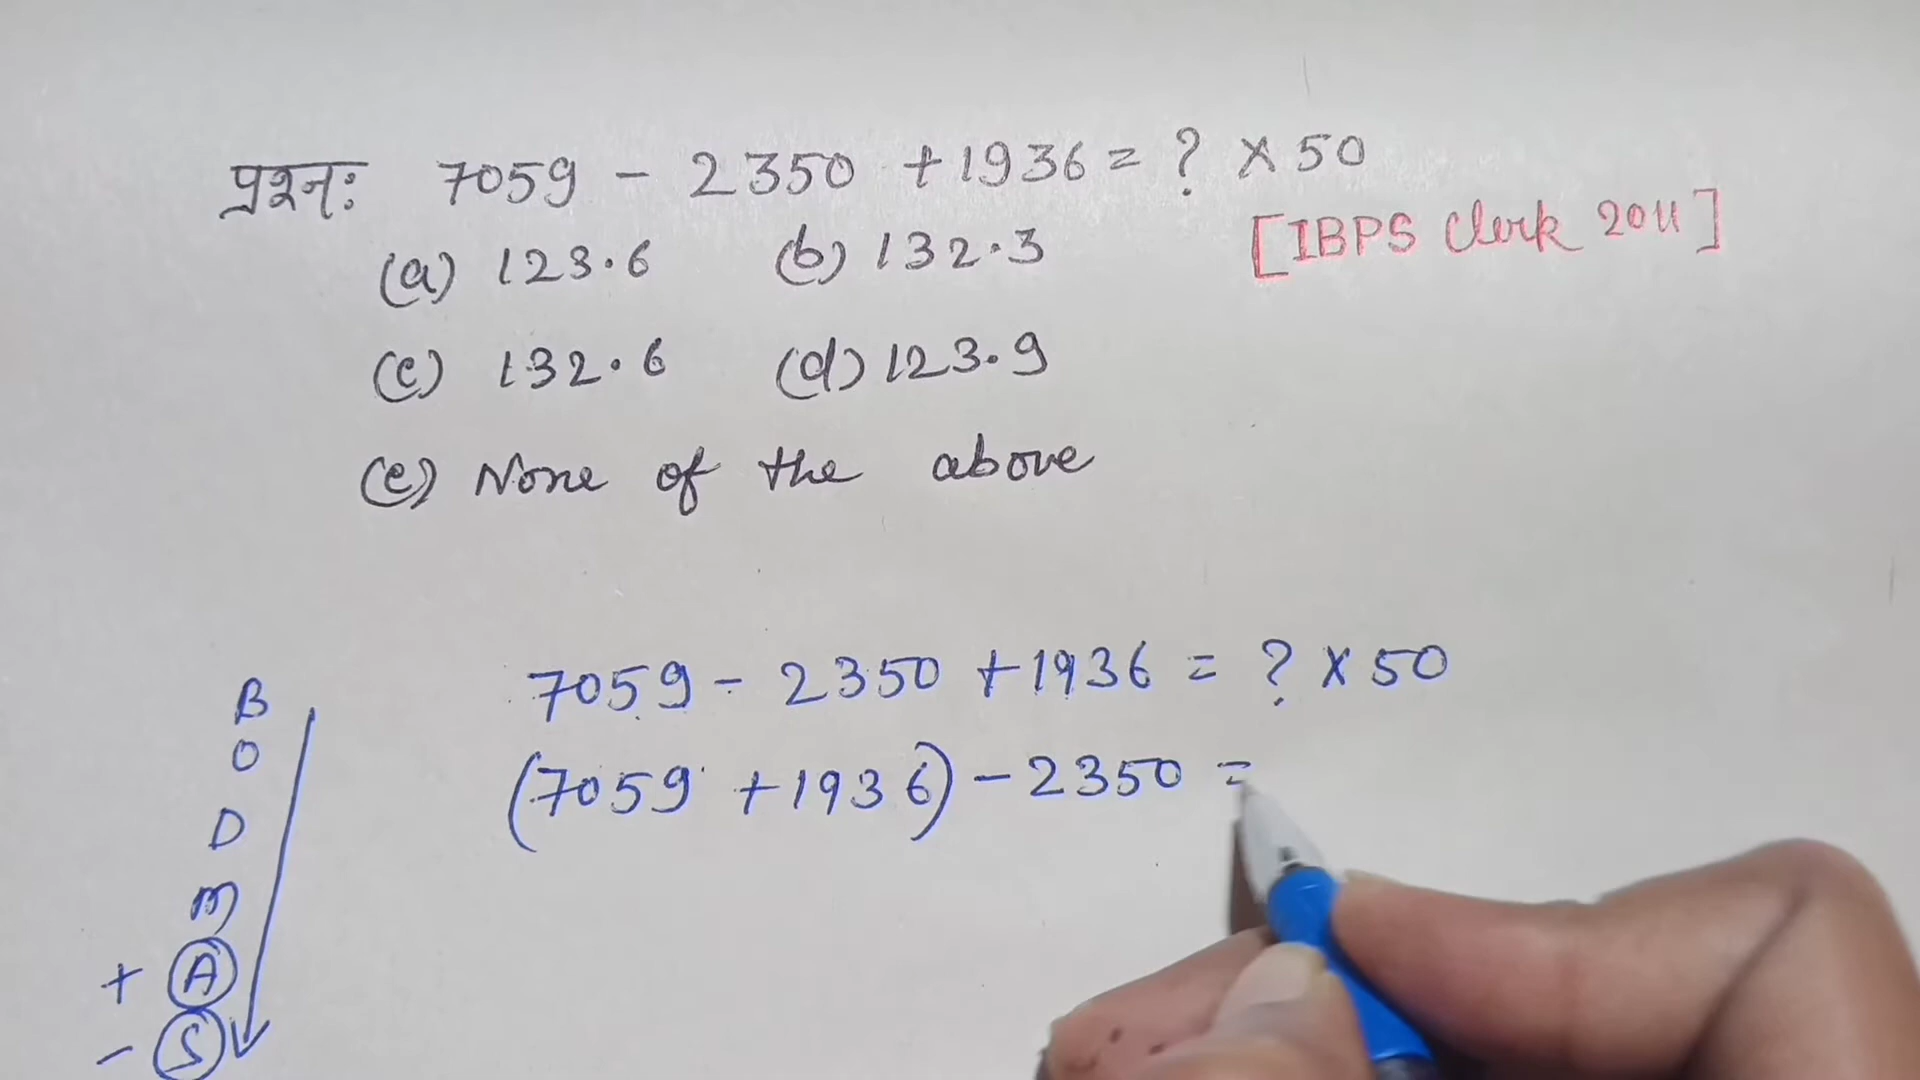 प्रश्न: 7059 - 2350 + 1936 = ? × 50
[IBPS Clerk 2011]
(a) 123.6 (b) 132.3
(c) 132.6 (d) 123.9
(e) None of the above
7059 - 2350 + 1936 = ? × 50
(7059 + 1936) - 2350 =
B
O
D
M
+ A
- S